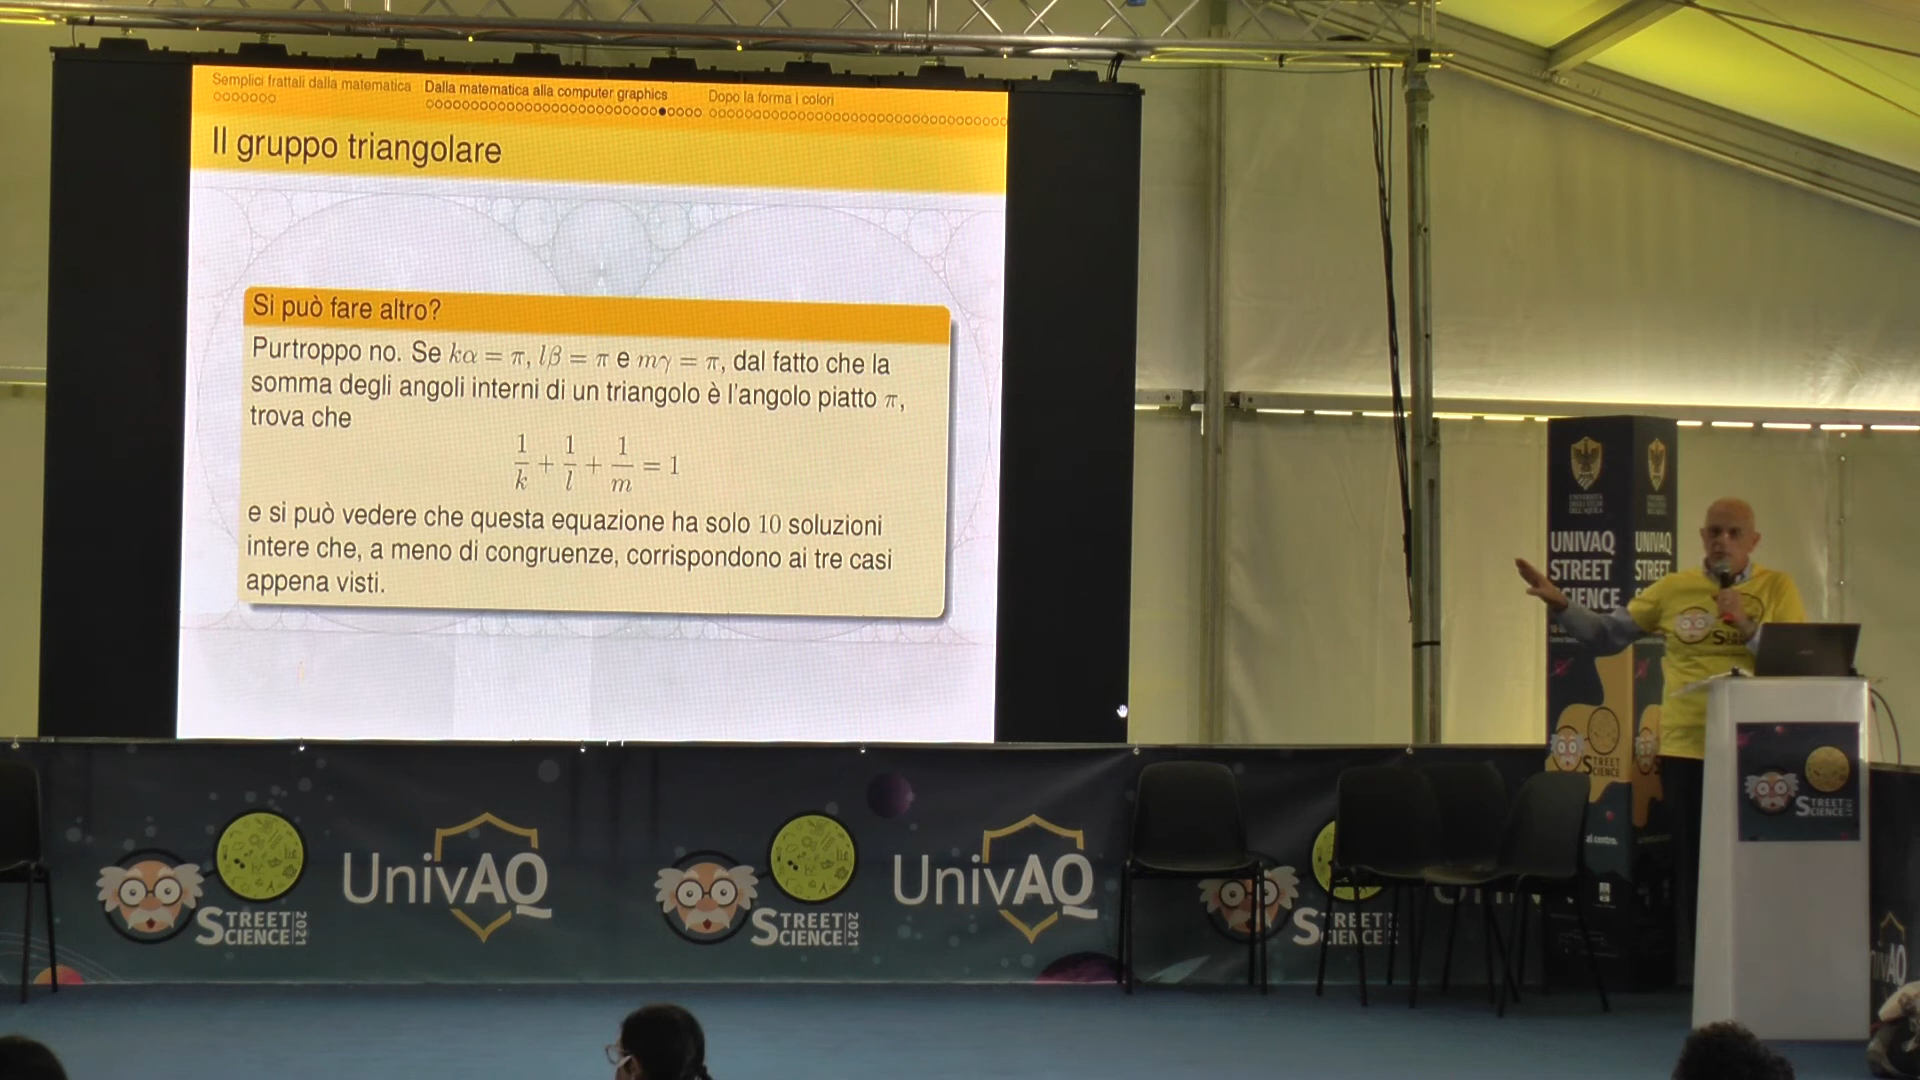 Semplici frattali dalla matematica
Dalla matematica alla computer graphics
Dopo la forma i colori
Il gruppo triangolare
Si può fare altro?
Purtroppo no. Se kα = π, lβ = π e mγ = π, dal fatto che la
somma degli angoli interni di un triangolo è l'angolo piatto π,
trova che
1/k + 1/l + 1/m = 1
e si può vedere che questa equazione ha solo 10 soluzioni
intere che, a meno di congruenze, corrispondono ai tre casi
appena visti.
UNIVAQ
STREET
SCIENCE
UNIVAQ
STREET
STREET
SCIENCE
STREET
SCIENCE
STREET
SCIENCE 2021
UnivAQ
STREET
SCIENCE 2021
UnivAQ
STREET
SCIENCE